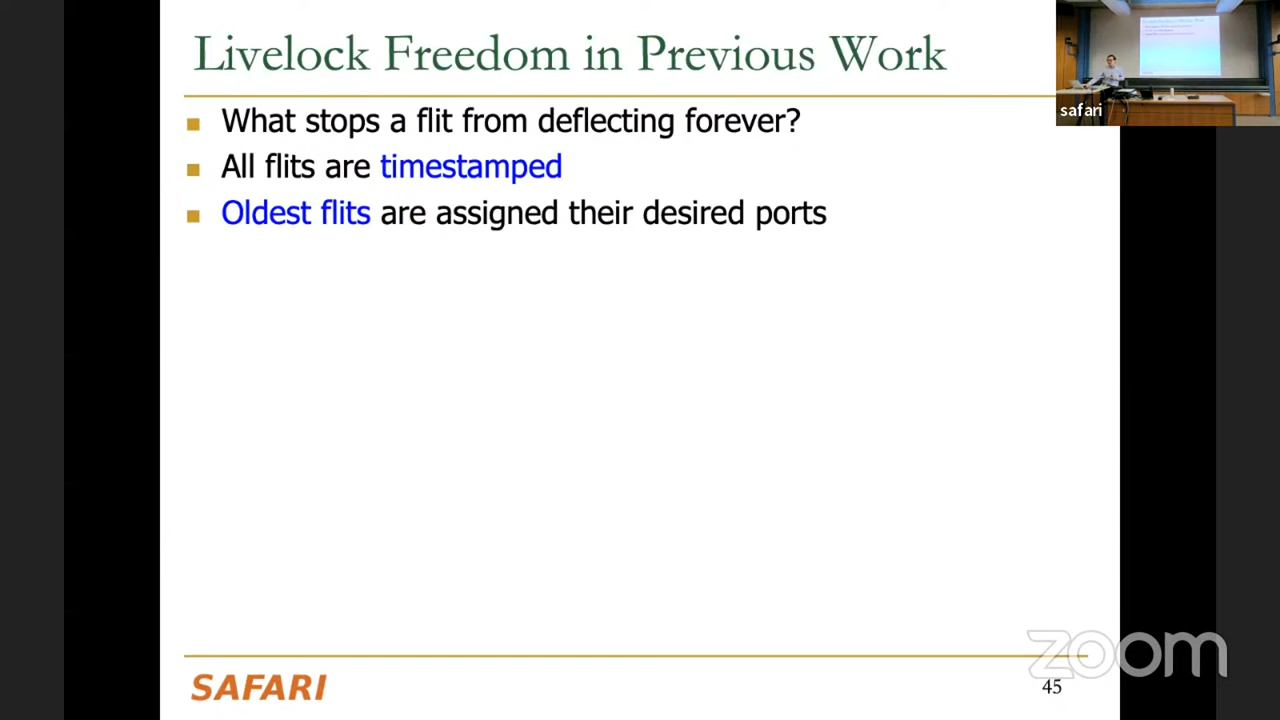 Livelock Freedom in Previous Work
What stops a flit from deflecting forever?
All flits are timestamped
Oldest flits are assigned their desired ports
safari
SAFARI
45
zoom